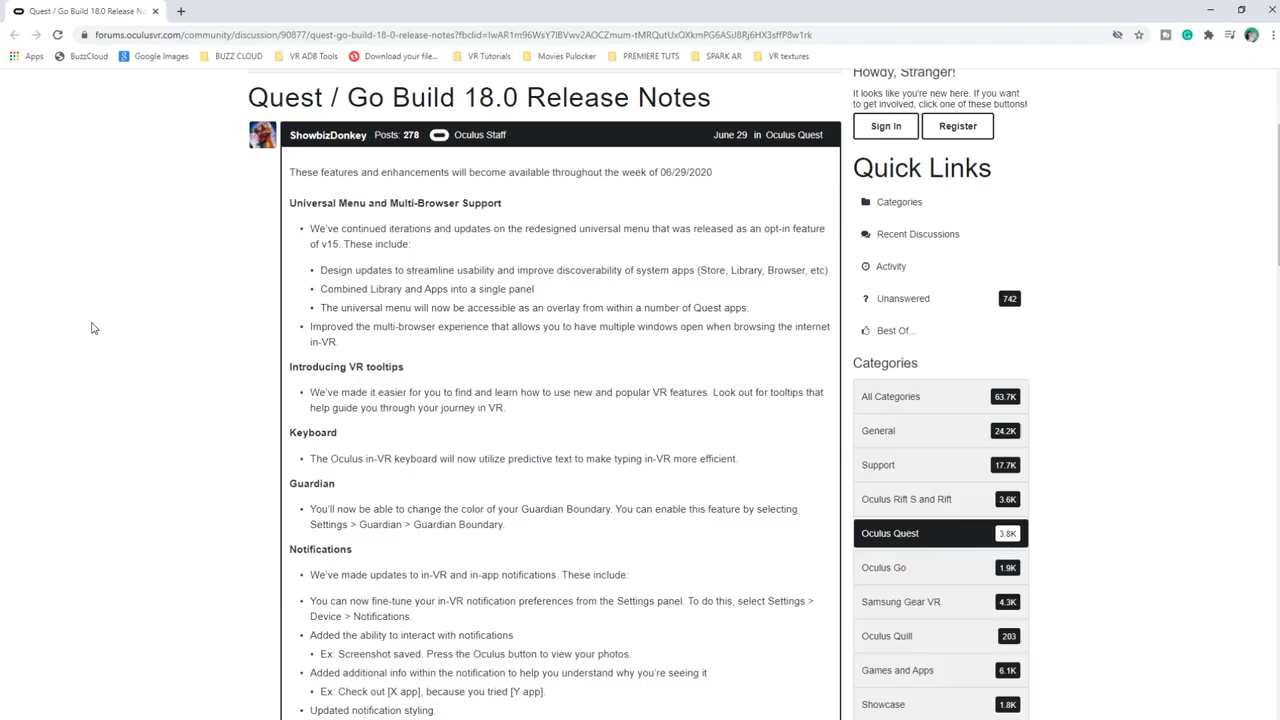 Quest / Go Build 18.0 Release Note
forums.oculusvr.com/community/discussion/90877/quest-go-build-18-0-release-notes?fbclid=IwAR1m96WsY7lBVwv2AOCZmum-tMRQutUxOXkmPG6ASU8Rj6HX3sffP8w1rk
Apps BuzzCloud Google Images BUZZ CLOUD VR ADB Tools Download your file... VR Tutorials Movies Pulocker PREMIERE TUTS SPARK AR VR textures
Quest / Go Build 18.0 Release Notes
ShowbizDonkey Posts: 278 Oculus Staff June 29 in Oculus Quest
These features and enhancements will become available throughout the week of 06/29/2020
Universal Menu and Multi-Browser Support
• We've continued iterations and updates on the redesigned universal menu that was released as an opt-in feature
of v15. These include:
• Design updates to streamline usability and improve discoverability of system apps (Store, Library, Browser, etc)
• Combined Library and Apps into a single panel
• The universal menu will now be accessible as an overlay from within a number of Quest apps.
• Improved the multi-browser experience that allows you to have multiple windows open when browsing the internet
in-VR.
Introducing VR tooltips
• We've made it easier for you to find and learn how to use new and popular VR features. Look out for tooltips that
help guide you through your journey in VR.
Keyboard
• The Oculus in-VR keyboard will now utilize predictive text to make typing in-VR more efficient.
Guardian
• You'll now be able to change the color of your Guardian Boundary. You can enable this feature by selecting
Settings > Guardian > Guardian Boundary.
Notifications
• We've made updates to in-VR and in-app notifications. These include:
• You can now fine-tune your in-VR notification preferences from the Settings panel. To do this, select Settings >
Device > Notifications.
• Added the ability to interact with notifications
• Ex: Screenshot saved. Press the Oculus button to view your photos.
• Added additional info within the notification to help you understand why you're seeing it
• Ex: Check out [X app], because you tried [Y app].
• Updated notification styling.
Howdy, Stranger!
It looks like you're new here. If you want
to get involved, click one of these buttons!
Sign In Register
Quick Links
Categories
Recent Discussions
Activity
? Unanswered 742
Best Of...
Categories
All Categories 63.7K
General 24.2K
Support 17.7K
Oculus Rift S and Rift 3.6K
Oculus Quest 3.8K
Oculus Go 1.9K
Samsung Gear VR 4.3K
Oculus Quill 203
Games and Apps 6.1K
Showcase 1.8K